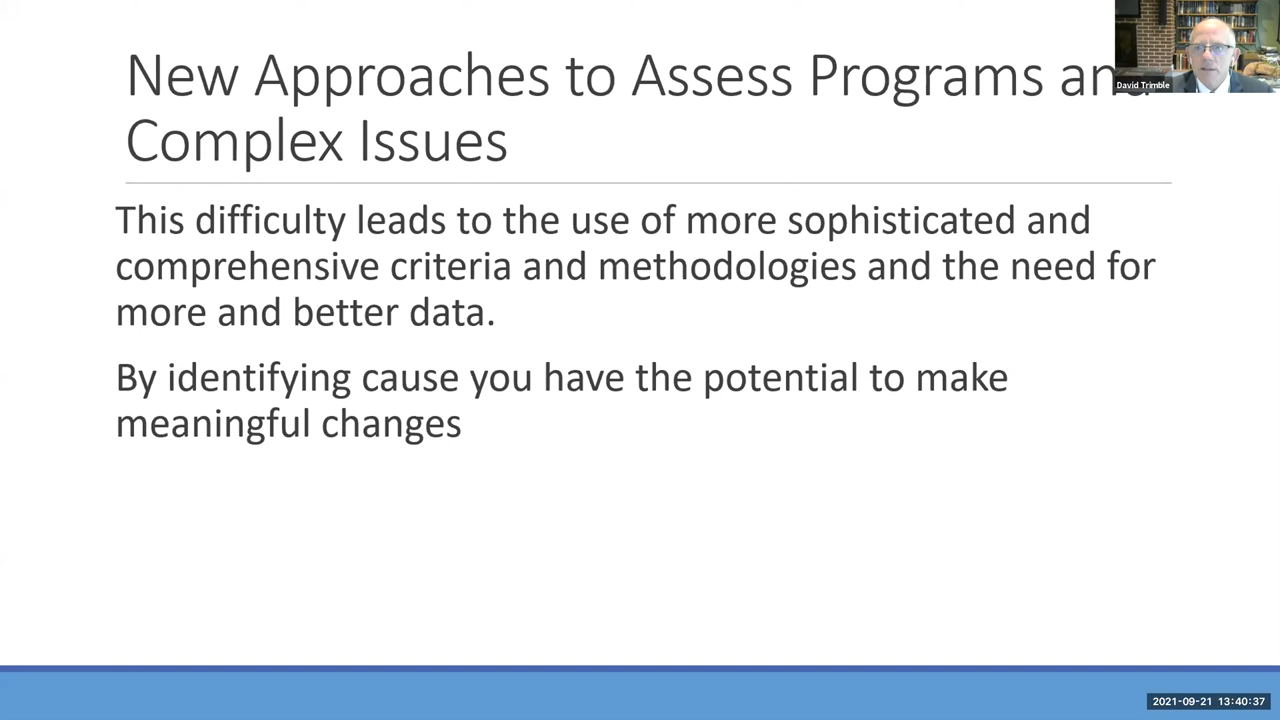 New Approaches to Assess Programs and
Complex Issues
David Trimble
This difficulty leads to the use of more sophisticated and
comprehensive criteria and methodologies and the need for
more and better data.
By identifying cause you have the potential to make
meaningful changes
2021-09-21 13:40:37